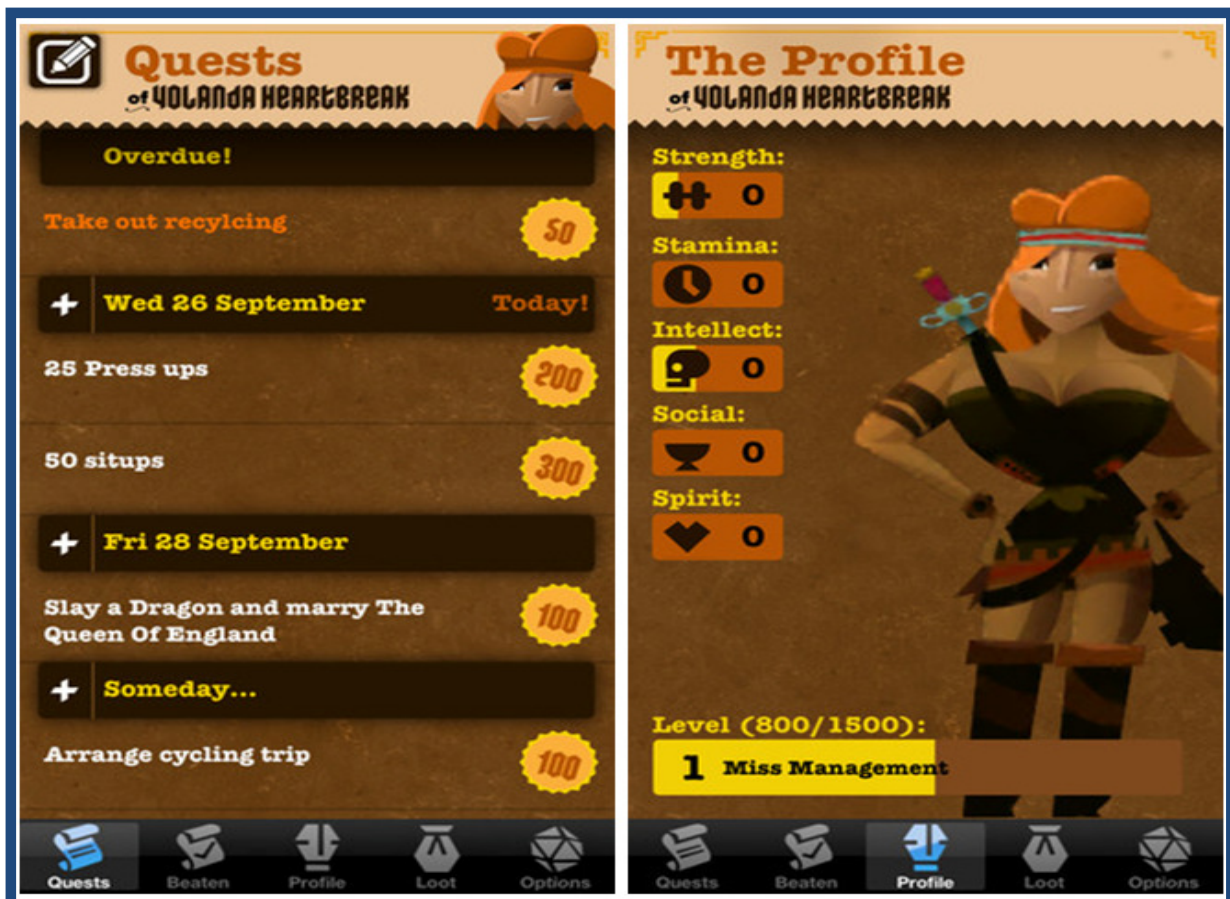 Quests
of YOLANDA HEARTBREAK
Overdue!
Take out recylcing
50
Wed 26 September Today!
25 Press ups
200
50 situps
300
Fri 28 September
Slay a Dragon and marry The
Queen Of England
100
Someday...
Arrange cycling trip
100
Quests Beaten Profile Loot Options
The Profile
of YOLANDA HEARTBREAK
Strength:
0
Stamina:
0
Intellect:
0
Social:
0
Spirit:
0
Level (800/1500):
1 Miss Management
Quests Beaten Profile Loot Options